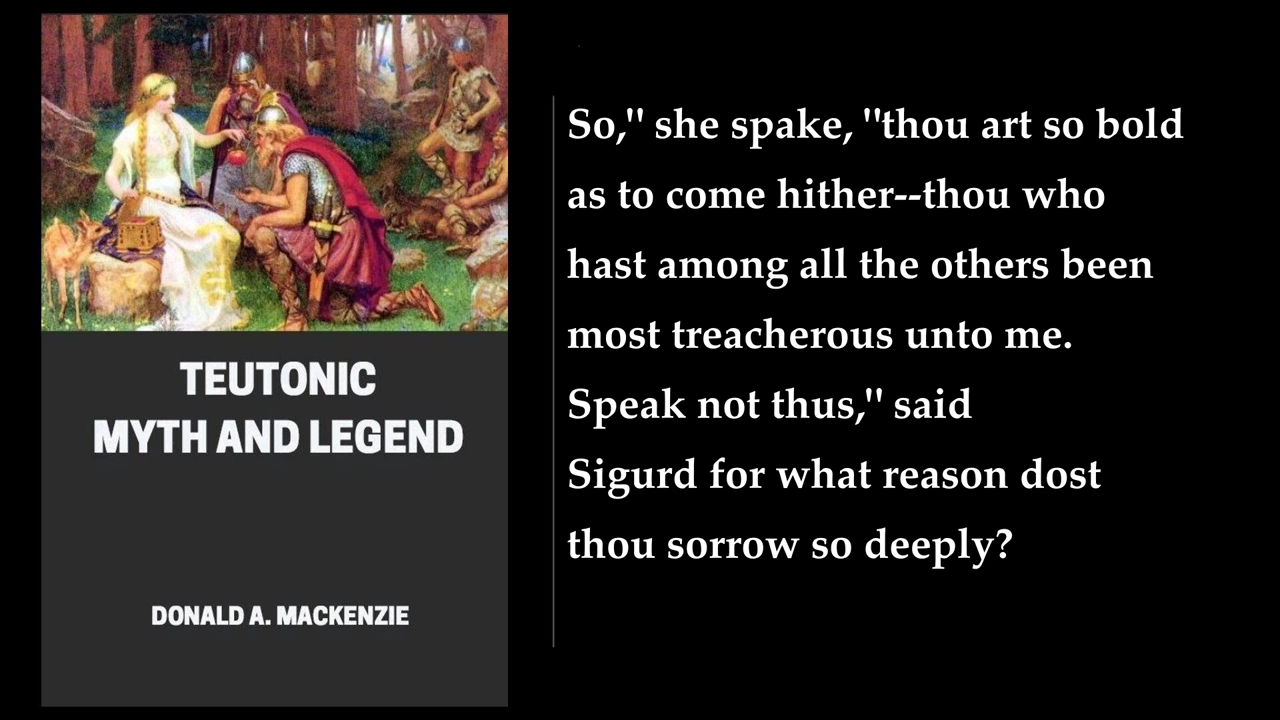 TEUTONIC
MYTH AND LEGEND
DONALD A. MACKENZIE
So," she spake, "thou art so bold
as to come hither--thou who
hast among all the others been
most treacherous unto me.
Speak not thus," said
Sigurd for what reason dost
thou sorrow so deeply?